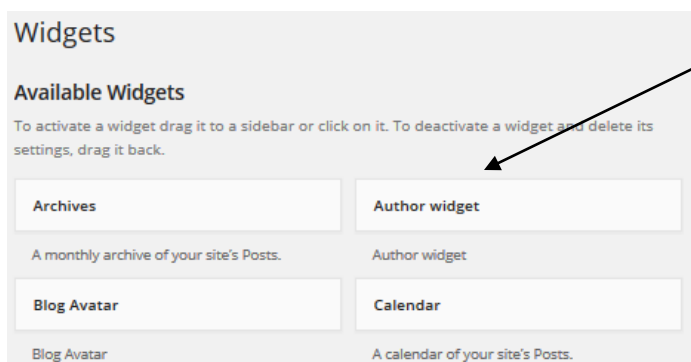 Widgets
Available Widgets
To activate a widget drag it to a sidebar or click on it. To deactivate a widget and delete its
settings, drag it back.
Archives
Author widget
A monthly archive of your site's Posts.
Author widget
Blog Avatar
Calendar
Blog Avatar
A calendar of your site's Posts.